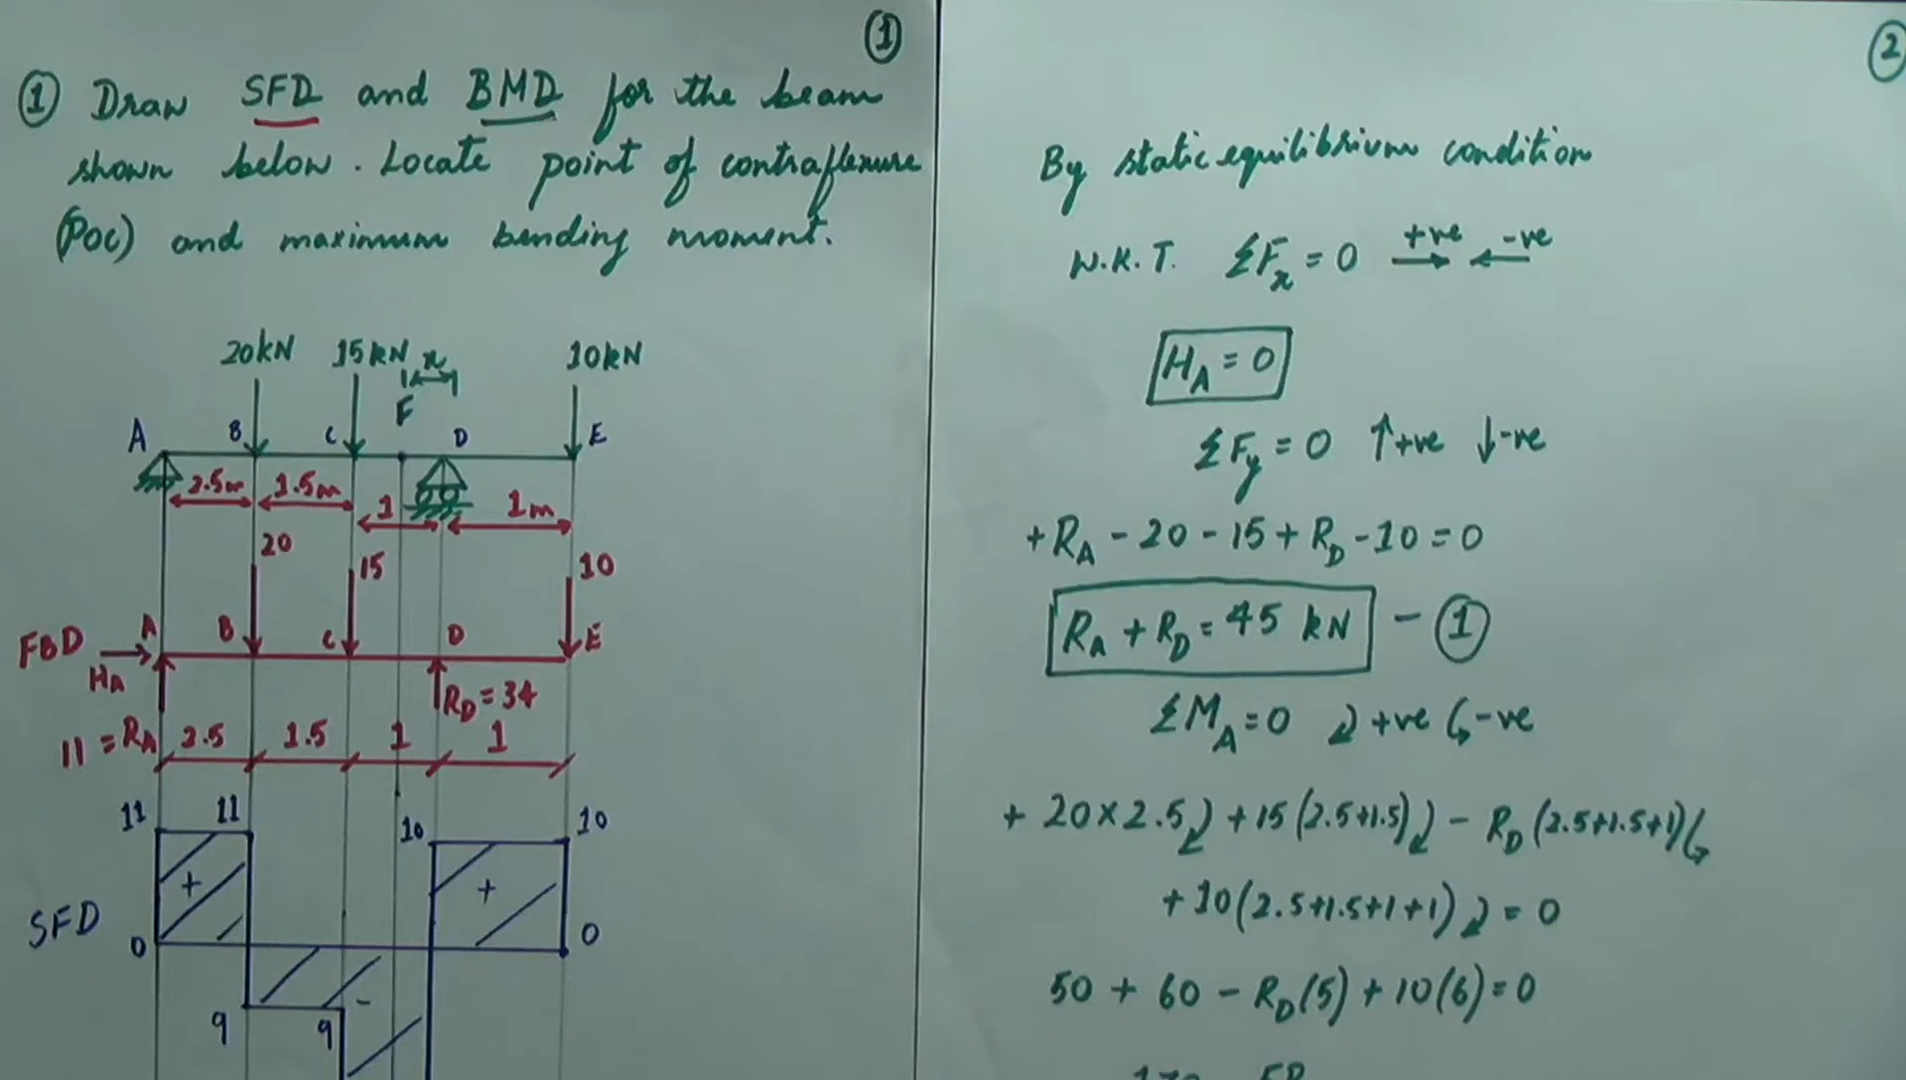 ①
① Draw SFD and BMD for the beam
shown below. Locate point of contraflexure
(POC) and maximum bending moment.
20kN 15kN x 10kN
F
A B C D E
2.5m 1.5m 1 1m
20 15 10
FBD A B C D E
HA
RD = 34
11 = RA 2.5 1.5 1 1
11 11 10 10
+ +
SFD 0 0
-
9 9
②
By static equilibrium condition
W.K.T. ΣFx = 0 +ve -ve
HA = 0
ΣFy = 0 ↑+ve ↓-ve
+RA - 20 - 15 + RD - 10 = 0
RA + RD = 45 kN - ①
ΣMA = 0 ↻ +ve ↺ -ve
+ 20×2.5 + 15(2.5+1.5) - RD(2.5+1.5+1)
+ 10(2.5+1.5+1+1) = 0
50 + 60 - RD(5) + 10(6) = 0